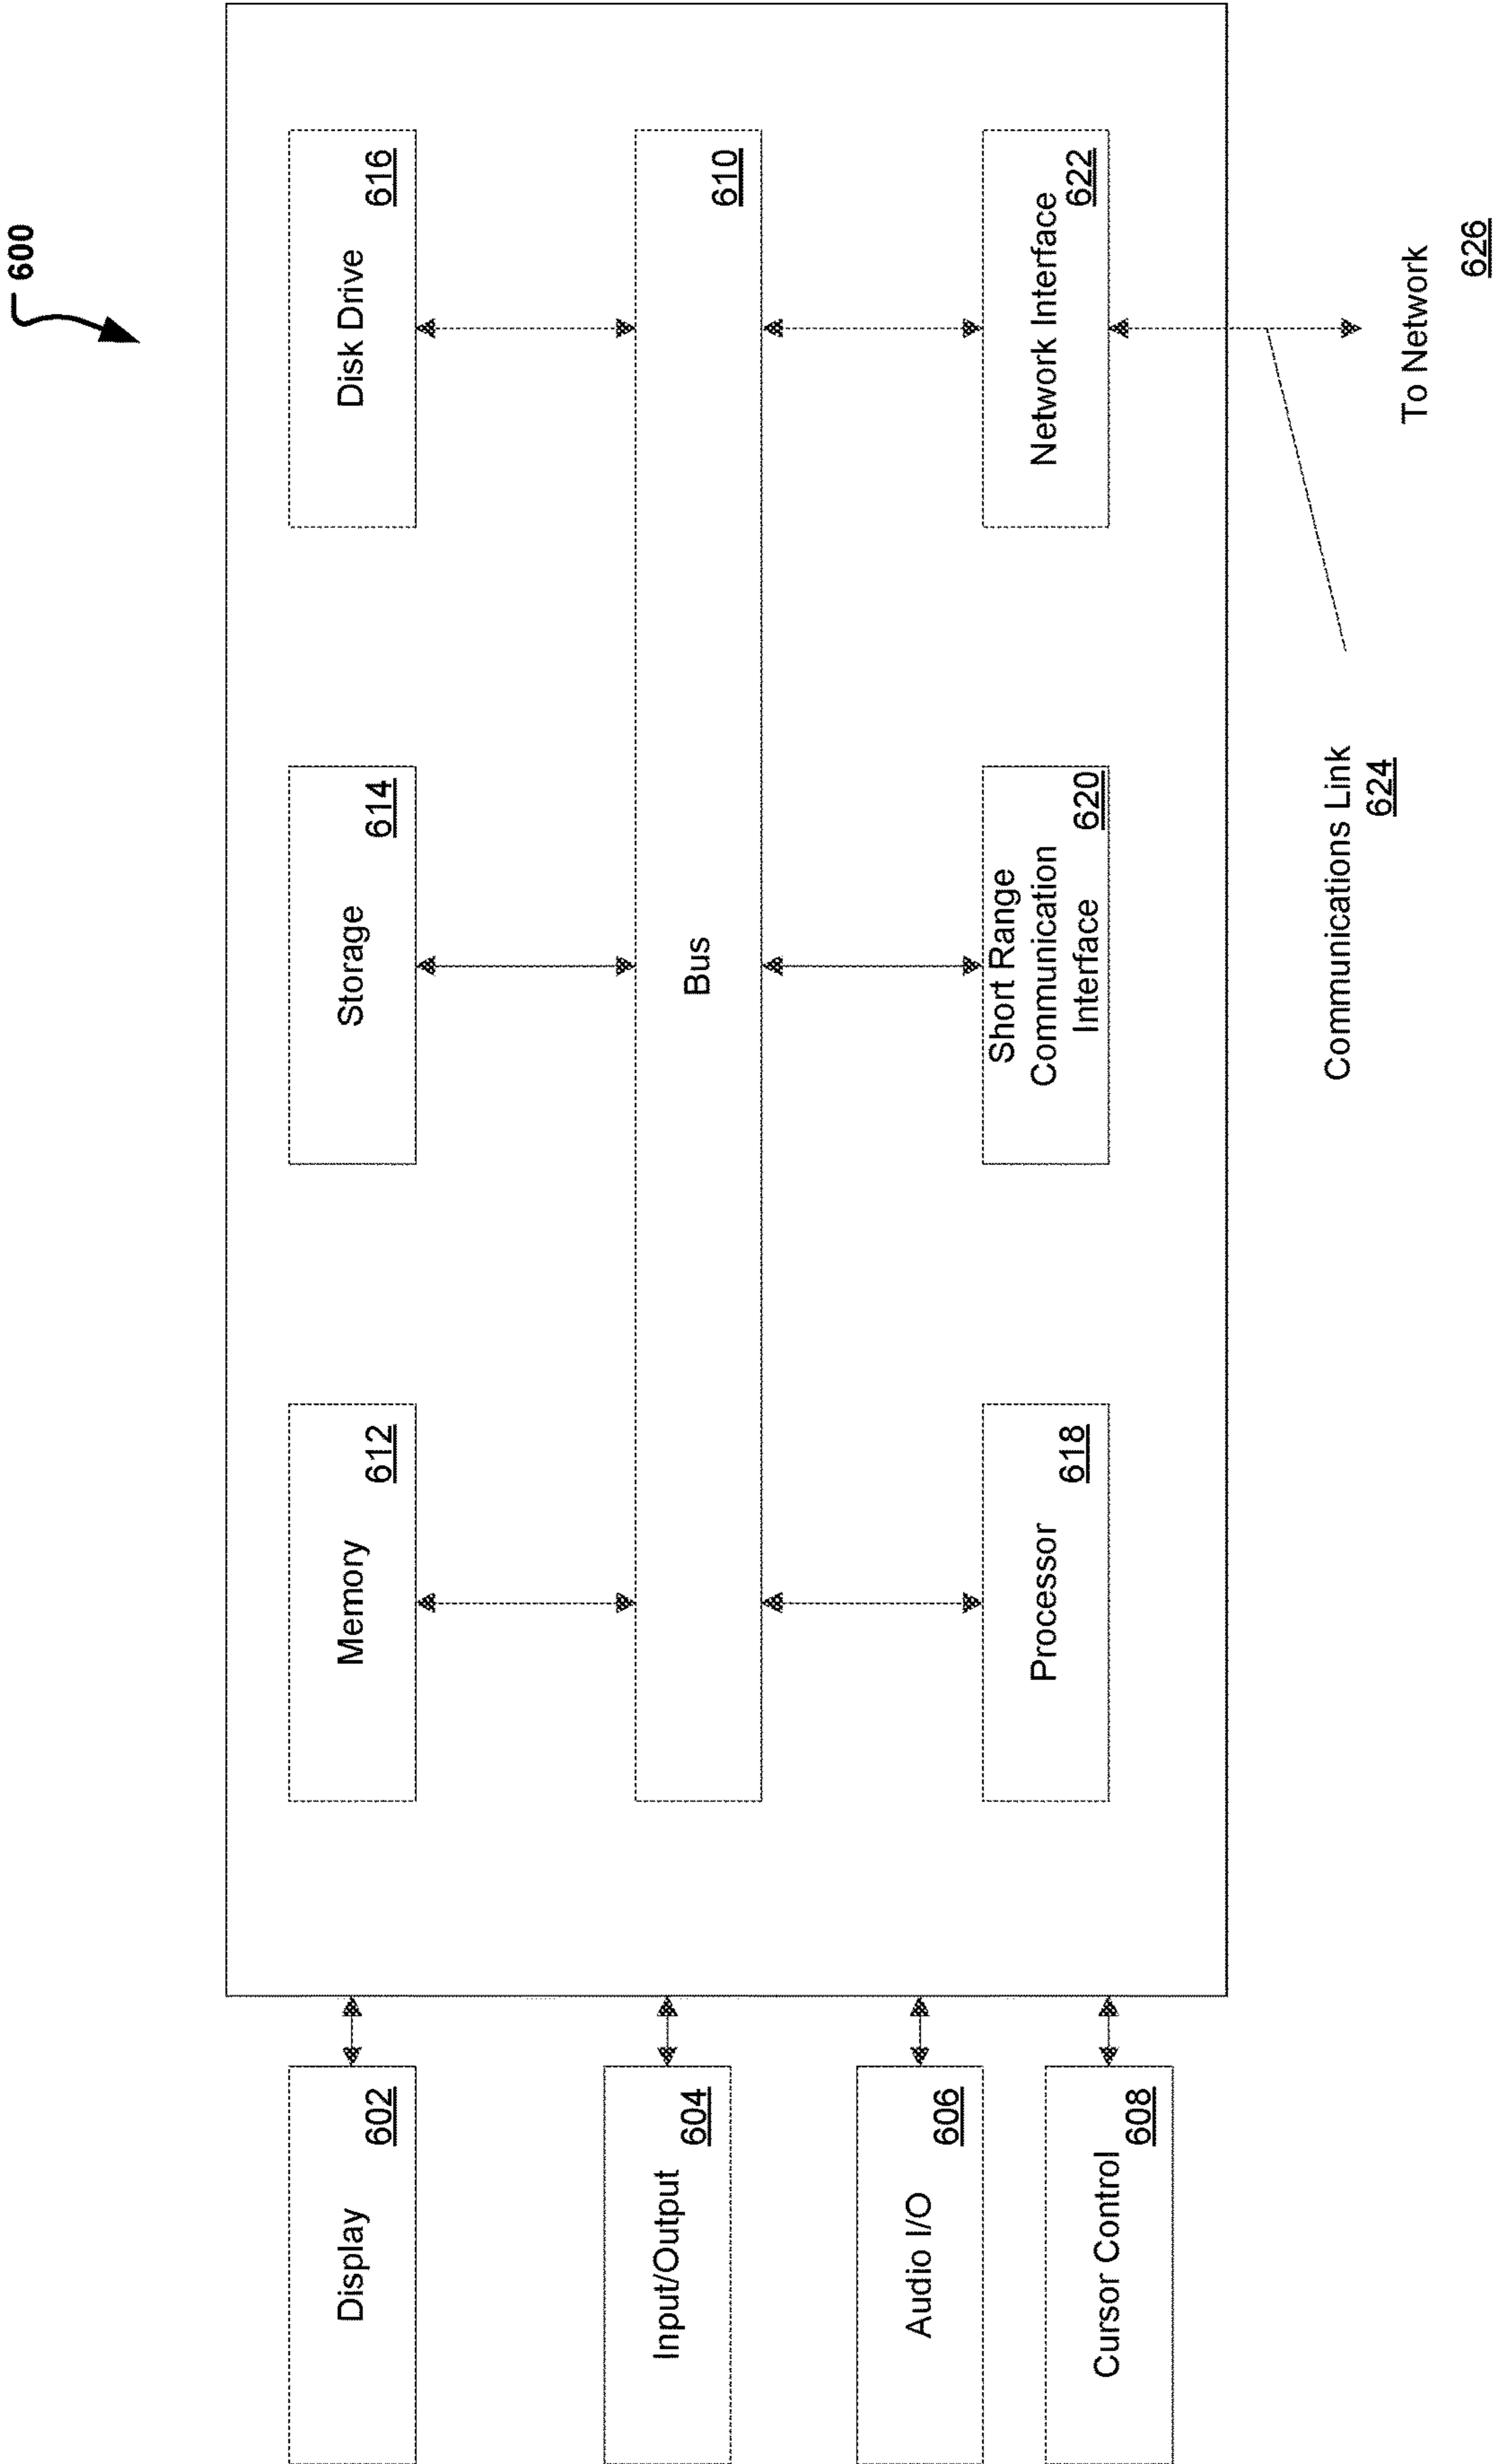 600
Display
602
Input/Output
604
Audio I/O
606
Cursor Control
608
Memory
612
Storage
614
Disk Drive
616
Bus
610
Processor
618
Short Range
Communication
Interface
620
Network Interface
622
Communications Link
624
To Network
626